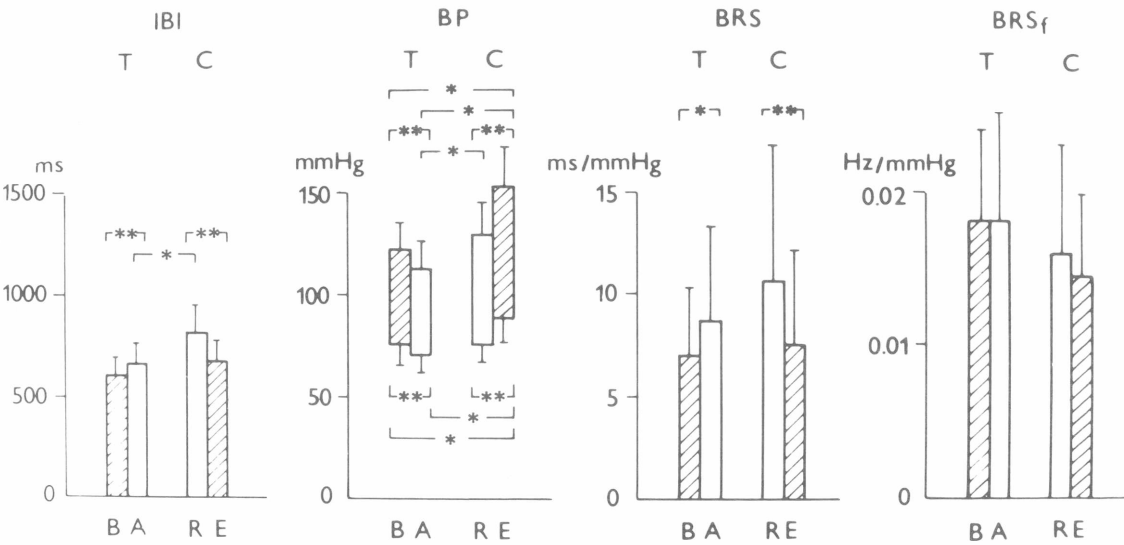 IBI BP BRS BRSf
T C T C T C T C
* * ** ** *
* **
ms mmHg ms/mmHg Hz/mmHg
1500 150 15 0.02
** ** *
1000 100 10
0.01
500 50 5
** ** * *
0 0 0 0
B A R E B A R E B A R E B A R E